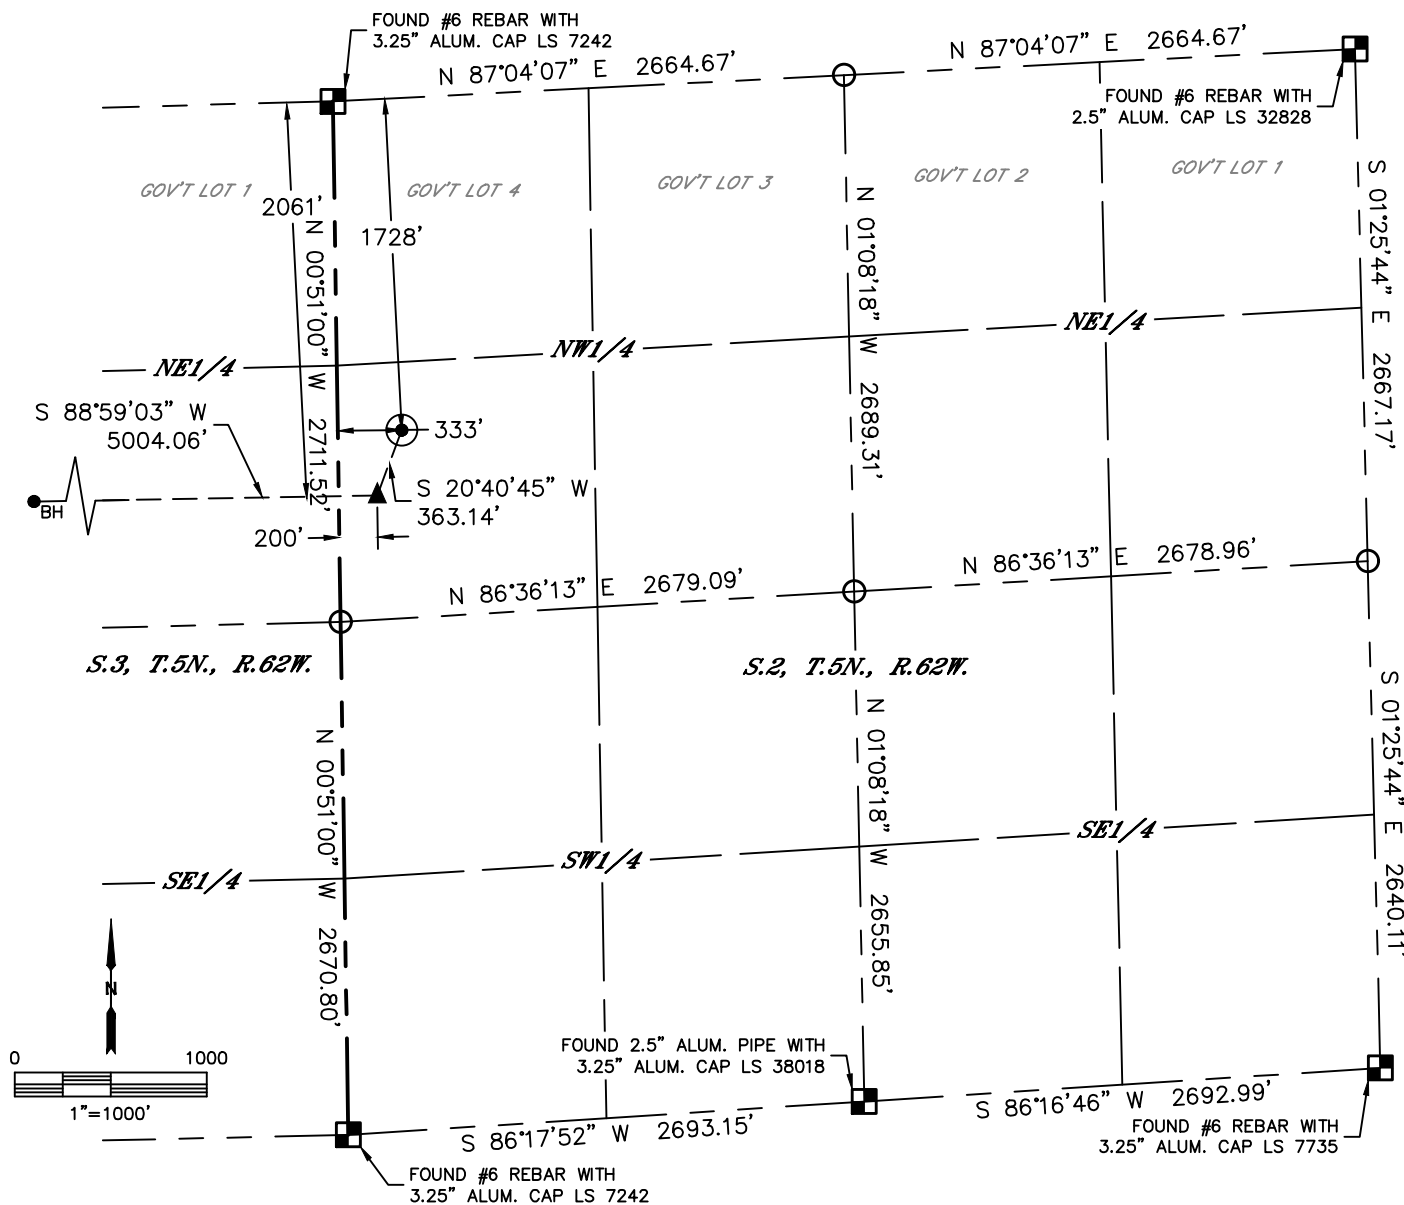 FOUND #6 REBAR WITH
3.25" ALUM. CAP LS 7242
N 87°04'07" E 2664.67'
N 87°04'07" E 2664.67'
FOUND #6 REBAR WITH
2.5" ALUM. CAP LS 32828
GOV'T LOT 1
GOV'T LOT 4
GOV'T LOT 3
GOV'T LOT 2
GOV'T LOT 1
2061'
1728'
N 00°51'00" W 2711.52'
N 01°08'18" W 2689.31'
S 01°25'44" E 2667.17'
NE1/4
NW1/4
NE1/4
S 88°59'03" W
5004.06'
333'
BH
S 20°40'45" W
363.14'
200'
N 86°36'13" E 2679.09'
N 86°36'13" E 2678.96'
S.3, T.5N., R.62W.
S.2, T.5N., R.62W.
N 00°51'00" W 2670.80'
N 01°08'18" W 2655.85'
S 01°25'44" E 2640.11'
SE1/4
SW1/4
SE1/4
N
0 1000
1"=1000'
FOUND 2.5" ALUM. PIPE WITH
3.25" ALUM. CAP LS 38018
S 86°17'52" W 2693.15'
S 86°16'46" W 2692.99'
FOUND #6 REBAR WITH
3.25" ALUM. CAP LS 7735
FOUND #6 REBAR WITH
3.25" ALUM. CAP LS 7242